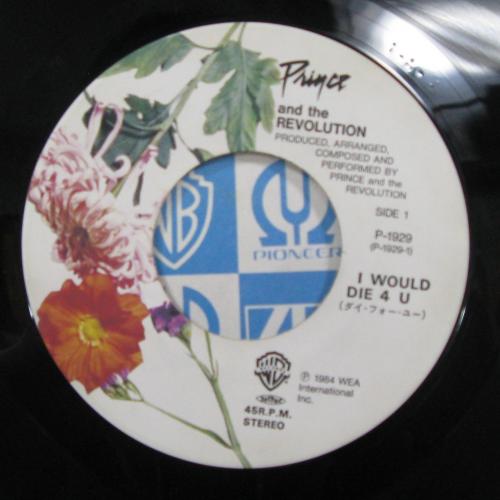 Prince
and the
REVOLUTION
PRODUCED, ARRANGED,
COMPOSED AND
PERFORMED BY
PRINCE and the
REVOLUTION
SIDE 1
P-1929
(P-1929-1)
I WOULD
DIE 4 U
(ダイ・フォー・ユー)
PIONEER
Ⓟ 1984 WEA
International
Inc.
45R.P.M.
STEREO